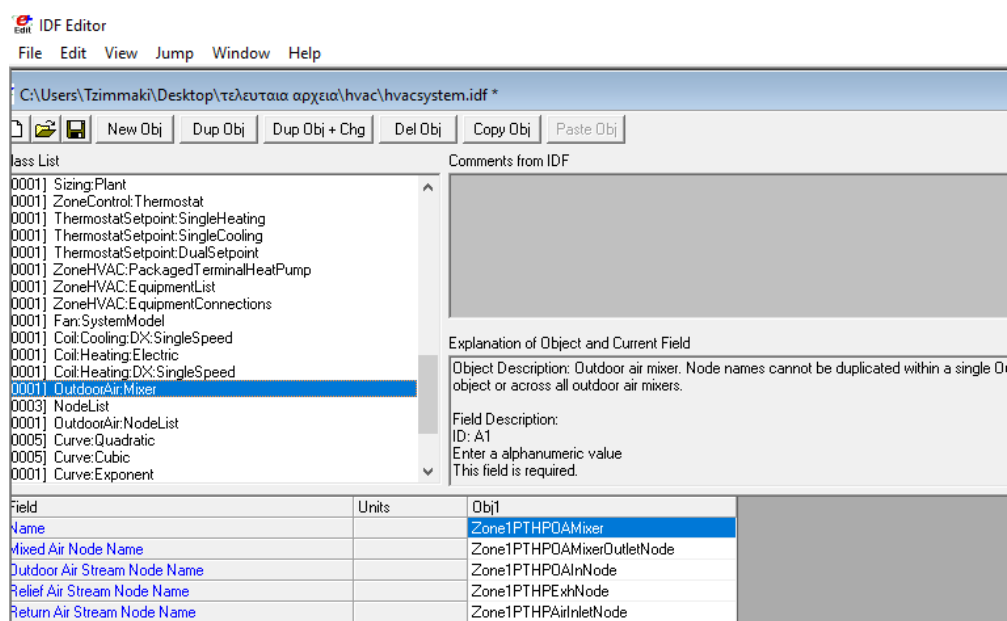 Edit IDF Editor
File Edit View Jump Window Help
C:\Users\Tzimmaki\Desktop\τελευταια αρχεια\hvac\hvacsystem.idf *
New Obj Dup Obj Dup Obj + Chg Del Obj Copy Obj Paste Obj
lass List Comments from IDF
0001] Sizing:Plant
0001] ZoneControl:Thermostat
0001] ThermostatSetpoint:SingleHeating
0001] ThermostatSetpoint:SingleCooling
0001] ThermostatSetpoint:DualSetpoint
0001] ZoneHVAC:PackagedTerminalHeatPump
0001] ZoneHVAC:EquipmentList
0001] ZoneHVAC:EquipmentConnections
0001] Fan:SystemModel
0001] Coil:Cooling:DX:SingleSpeed
0001] Coil:Heating:Electric
0001] Coil:Heating:DX:SingleSpeed
0001] OutdoorAir:Mixer
0003] NodeList
0001] OutdoorAir:NodeList
0005] Curve:Quadratic
0005] Curve:Cubic
0001] Curve:Exponent
Explanation of Object and Current Field
Object Description: Outdoor air mixer. Node names cannot be duplicated within a single Ou
object or across all outdoor air mixers.
Field Description:
ID: A1
Enter a alphanumeric value
This field is required.
Field Units Obj1
Name Zone1PTHPOAMixer
Mixed Air Node Name Zone1PTHPOAMixerOutletNode
Outdoor Air Stream Node Name Zone1PTHPOAInNode
Relief Air Stream Node Name Zone1PTHPExhNode
Return Air Stream Node Name Zone1PTHPAirInletNode